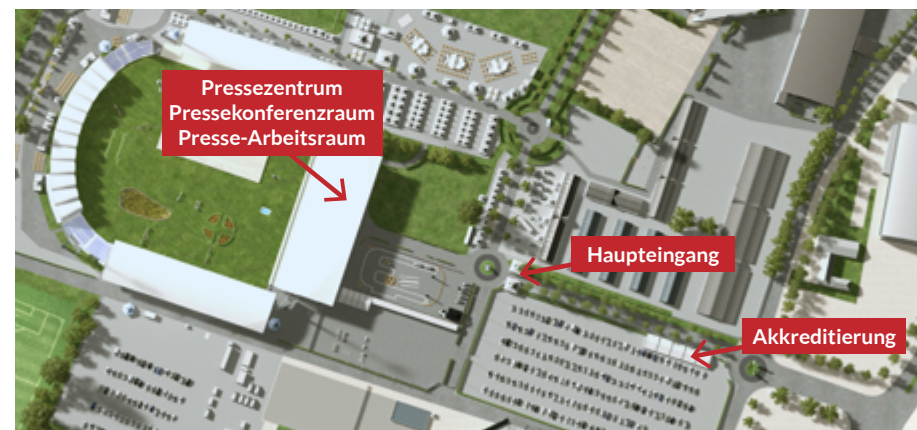 Pressezentrum
Pressekonferenzraum
Presse-Arbeitsraum
Haupteingang
Akkreditierung